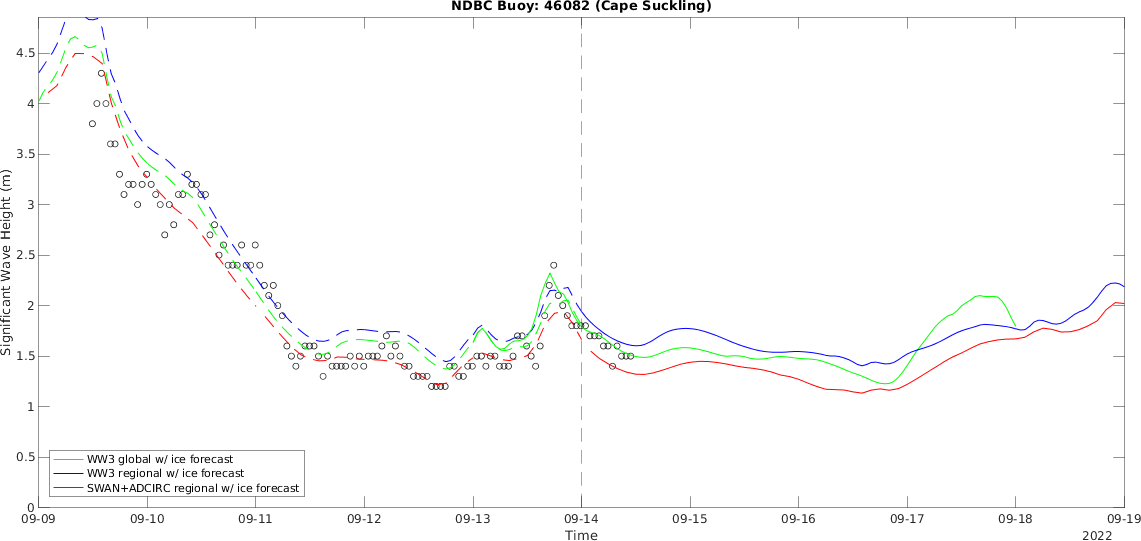 NDBC Buoy: 46082 (Cape Suckling)
Significant Wave Height (m)
4.5
4
3.5
3
2.5
2
1.5
1
0.5
0
WW3 global w/ ice forecast
WW3 regional w/ ice forecast
SWAN+ADCIRC regional w/ ice forecast
09-09 09-10 09-11 09-12 09-13 09-14 09-15 09-16 09-17 09-18 09-19
Time
2022